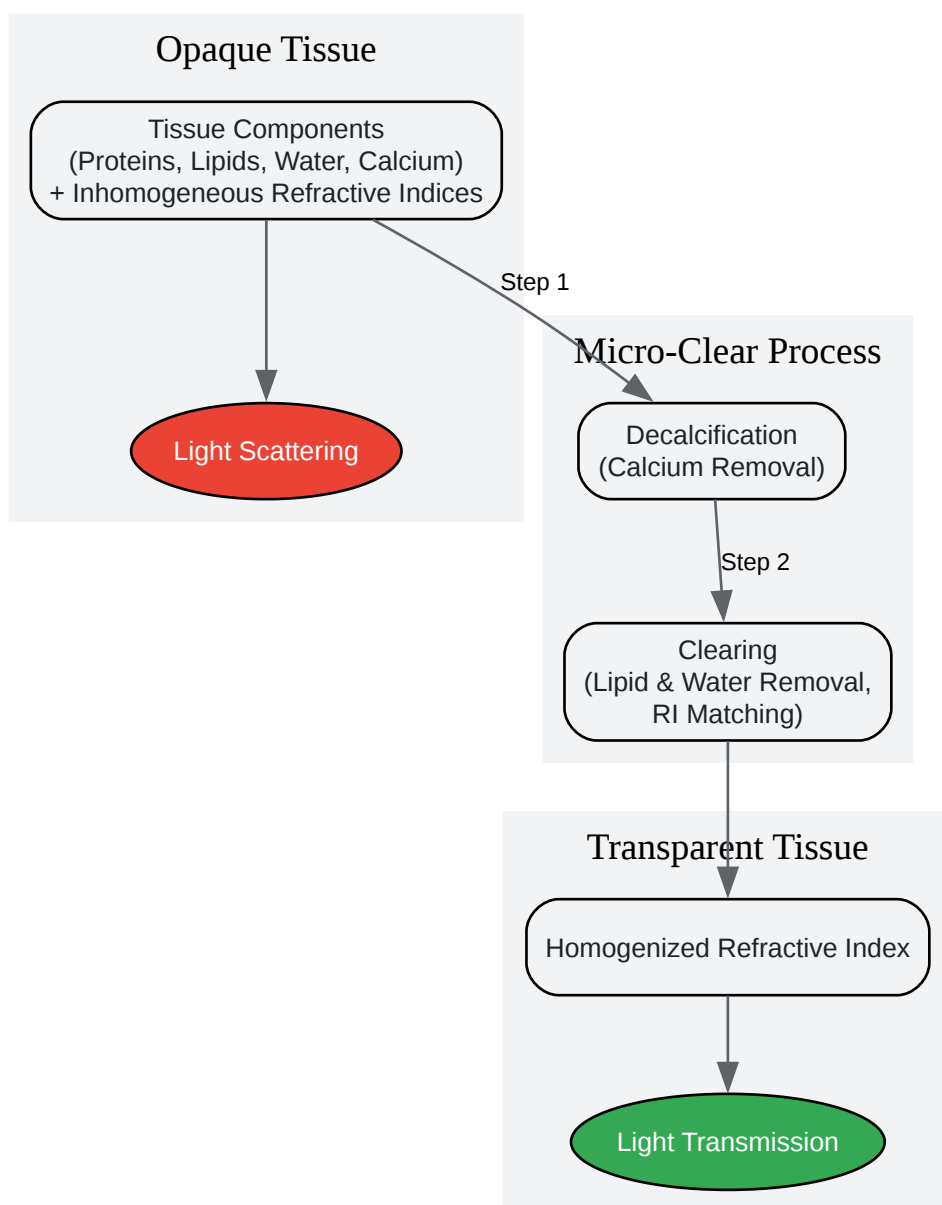 Opaque Tissue
Tissue Components
(Proteins, Lipids, Water, Calcium)
+ Inhomogeneous Refractive Indices
Step 1
Light Scattering
Micro-Clear Process
Decalcification
(Calcium Removal)
Step 2
Clearing
(Lipid & Water Removal,
RI Matching)
Transparent Tissue
Homogenized Refractive Index
Light Transmission